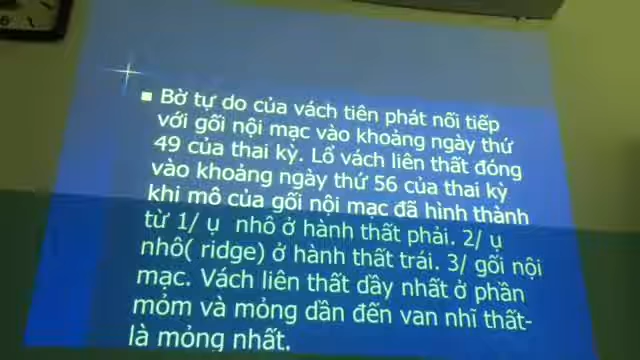 Bờ tự do của vách tiên phát nối tiếp
với gối nội mạc vào khoảng ngày thứ
49 của thai kỳ. Lổ vách liên thất đóng
vào khoảng ngày thứ 56 của thai kỳ
khi mô của gối nội mạc đã hình thành
từ 1/ ụ nhô ở hành thất phải. 2/ ụ
nhô( ridge) ở hành thất trái. 3/ gối nội
mạc. Vách liên thất dầy nhất ở phần
mỏm và mỏng dần đến van nhĩ thất-
là mỏng nhất.